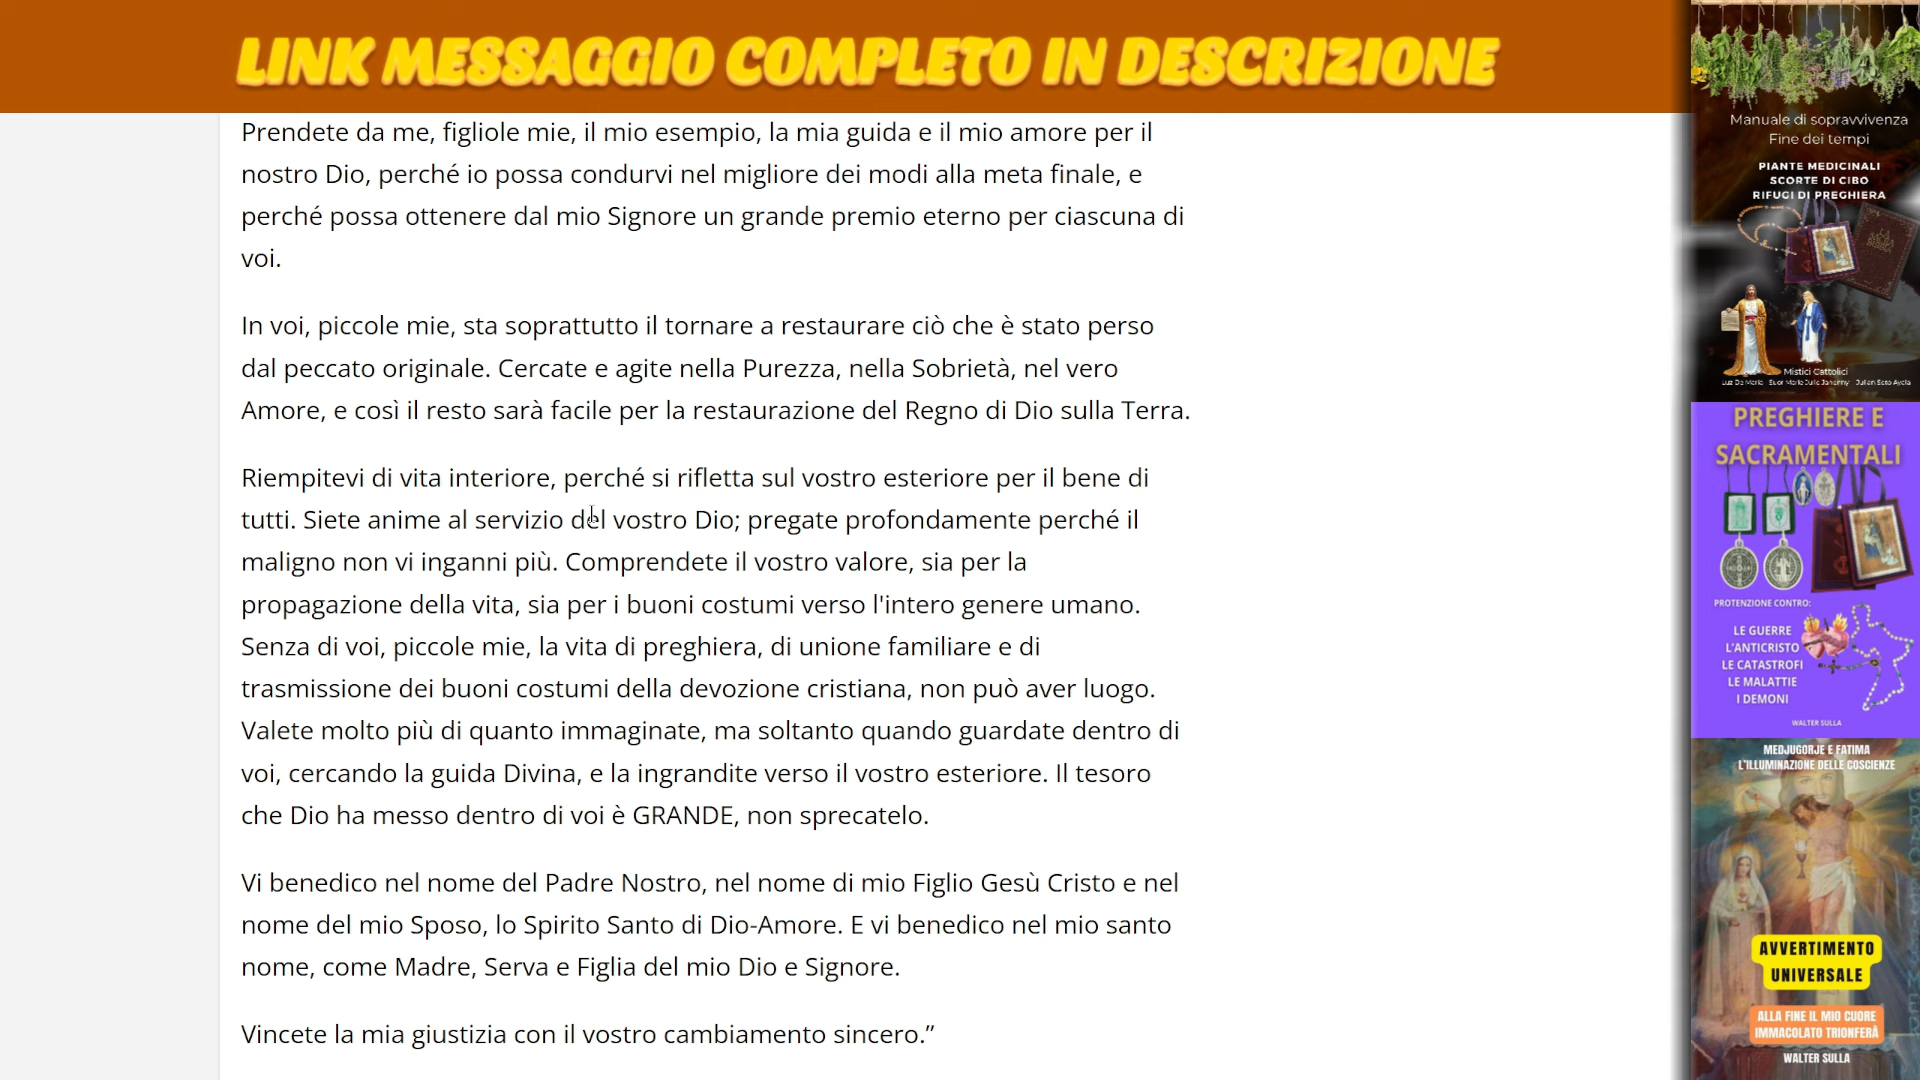 LINK MESSAGGIO COMPLETO IN DESCRIZIONE
Prendete da me, figliole mie, il mio esempio, la mia guida e il mio amore per il
nostro Dio, perché io possa condurvi nel migliore dei modi alla meta finale, e
perché possa ottenere dal mio Signore un grande premio eterno per ciascuna di
voi.
In voi, piccole mie, sta soprattutto il tornare a restaurare ciò che è stato perso
dal peccato originale. Cercate e agite nella Purezza, nella Sobrietà, nel vero
Amore, e così il resto sarà facile per la restaurazione del Regno di Dio sulla Terra.
Riempitevi di vita interiore, perché si rifletta sul vostro esteriore per il bene di
tutti. Siete anime al servizio del vostro Dio; pregate profondamente perché il
maligno non vi inganni più. Comprendete il vostro valore, sia per la
propagazione della vita, sia per i buoni costumi verso l'intero genere umano.
Senza di voi, piccole mie, la vita di preghiera, di unione familiare e di
trasmissione dei buoni costumi della devozione cristiana, non può aver luogo.
Valete molto più di quanto immaginate, ma soltanto quando guardate dentro di
voi, cercando la guida Divina, e la ingrandite verso il vostro esteriore. Il tesoro
che Dio ha messo dentro di voi è GRANDE, non sprecatelo.
Vi benedico nel nome del Padre Nostro, nel nome di mio Figlio Gesù Cristo e nel
nome del mio Sposo, lo Spirito Santo di Dio-Amore. E vi benedico nel mio santo
nome, come Madre, Serva e Figlia del mio Dio e Signore.
Vincete la mia giustizia con il vostro cambiamento sincero.”
Manuale di sopravvivenza
Fine dei tempi
PIANTE MEDICINALI
SCORTE DI CIBO
RIFUGI DI PREGHIERA
Mistici Cattolici
PREGHIERE E
SACRAMENTALI
PROTENZIONE CONTRO:
LE GUERRE
L'ANTICRISTO
LE CATASTROFI
LE MALATTIE
I DEMONI
WALTER SULLA
MEDJUGORJE E FATIMA
L'ILLUMINAZIONE DELLE COSCIENZE
AVVERTIMENTO
UNIVERSALE
ALLA FINE IL MIO CUORE
IMMACOLATO TRIONFERÀ
WALTER SULLA